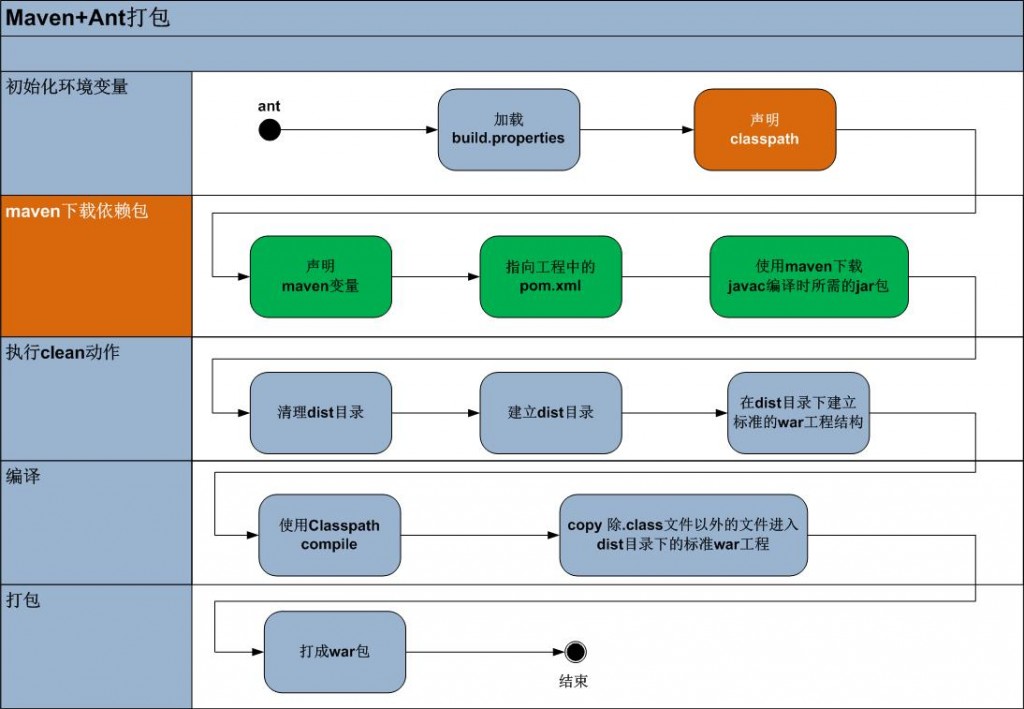 Maven+Ant打包
初始化环境变量
ant
加载
build.properties
声明
classpath
maven下载依赖包
声明
maven变量
指向工程中的
pom.xml
使用maven下载
javac编译时所需的jar包
执行clean动作
清理dist目录
建立dist目录
在dist目录下建立
标准的war工程结构
编译
使用Classpath
compile
copy 除.class文件以外的文件进入
dist目录下的标准war工程
打包
打成war包
结束